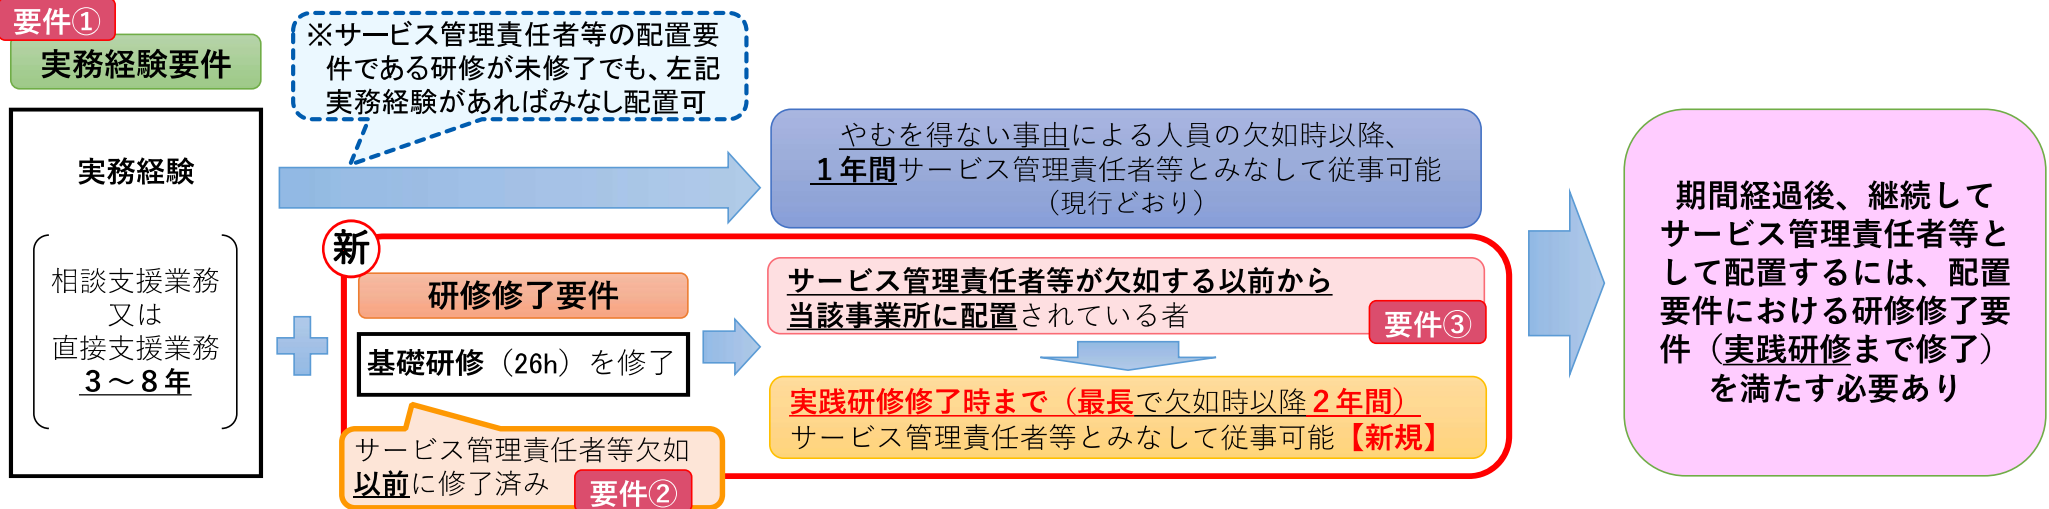 要件①
実務経験要件
実務経験
相談支援業務
又は
直接支援業務
３～８年
※サービス管理責任者等の配置要
件である研修が未修了でも、左記
実務経験があればみなし配置可
やむを得ない事由による人員の欠如時以降、
１年間サービス管理責任者等とみなして従事可能
（現行どおり）
新
研修修了要件
基礎研修（26h）を修了
サービス管理責任者等欠如
以前に修了済み
要件②
サービス管理責任者等が欠如する以前から
当該事業所に配置されている者
要件③
実践研修修了時まで（最長で欠如時以降２年間）
サービス管理責任者等とみなして従事可能【新規】
期間経過後、継続して
サービス管理責任者等と
して配置するには、配置
要件における研修修了要
件（実践研修まで修了）
を満たす必要あり